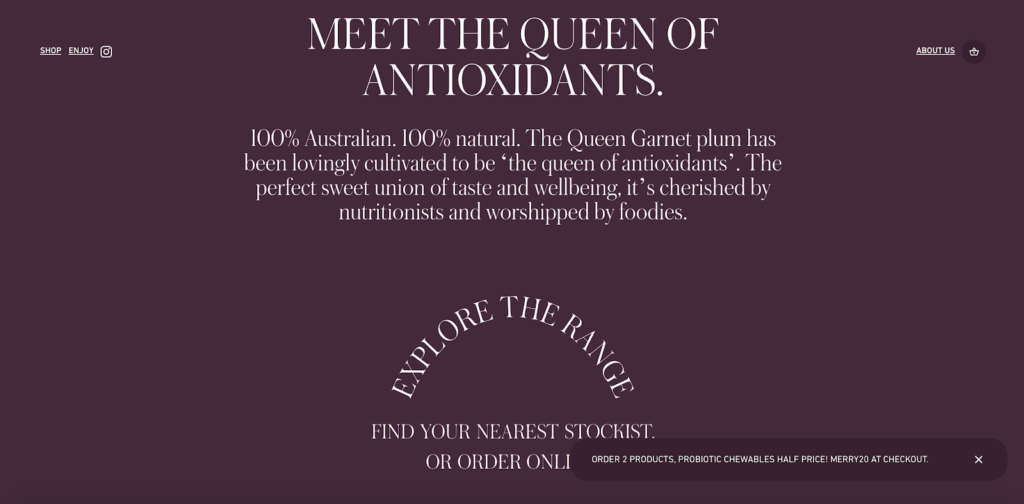 SHOP ENJOY
ABOUT US
MEET THE QUEEN OF
ANTIOXIDANTS.
100% Australian. 100% natural. The Queen Garnet plum has
been lovingly cultivated to be ‘the queen of antioxidants’. The
perfect sweet union of taste and wellbeing, it’s cherished by
nutritionists and worshipped by foodies.
EXPLORE THE RANGE
FIND YOUR NEAREST STOCKIST.
OR ORDER ONLI
ORDER 2 PRODUCTS, PROBIOTIC CHEWABLES HALF PRICE! MERRY20 AT CHECKOUT.